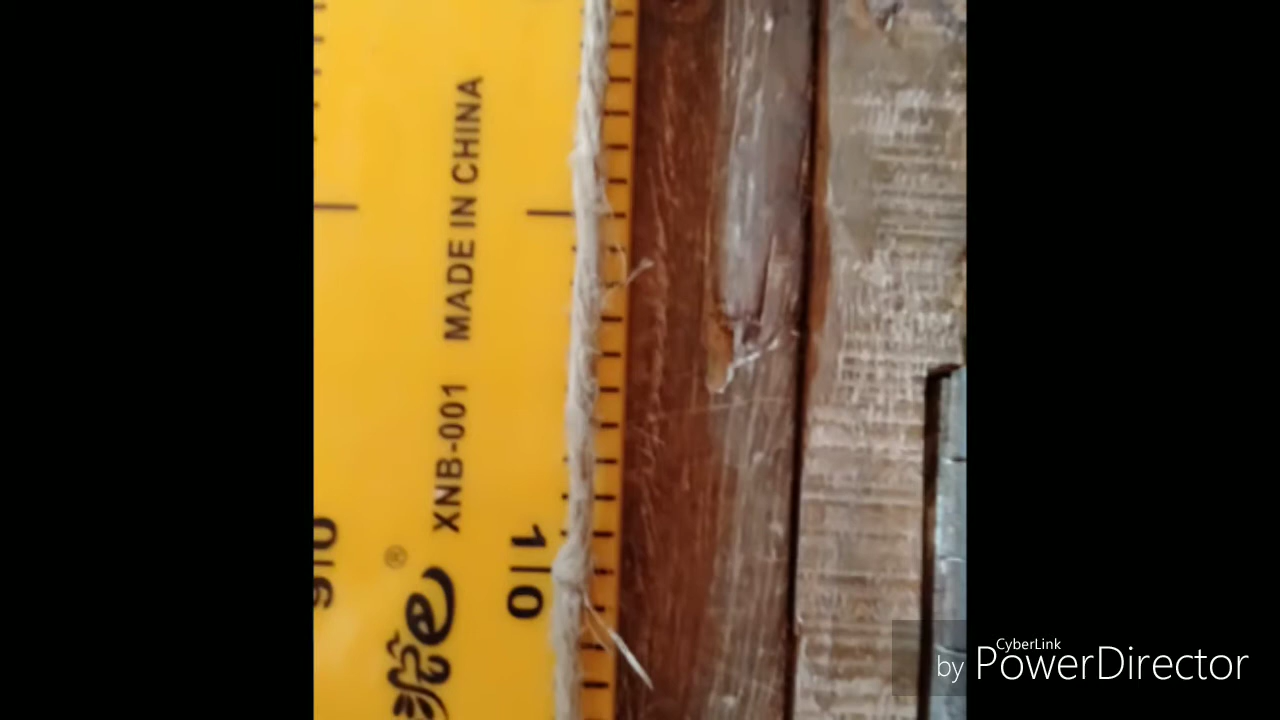 MADE IN CHINA
XNB-001
®
10
CyberLink
by PowerDirector